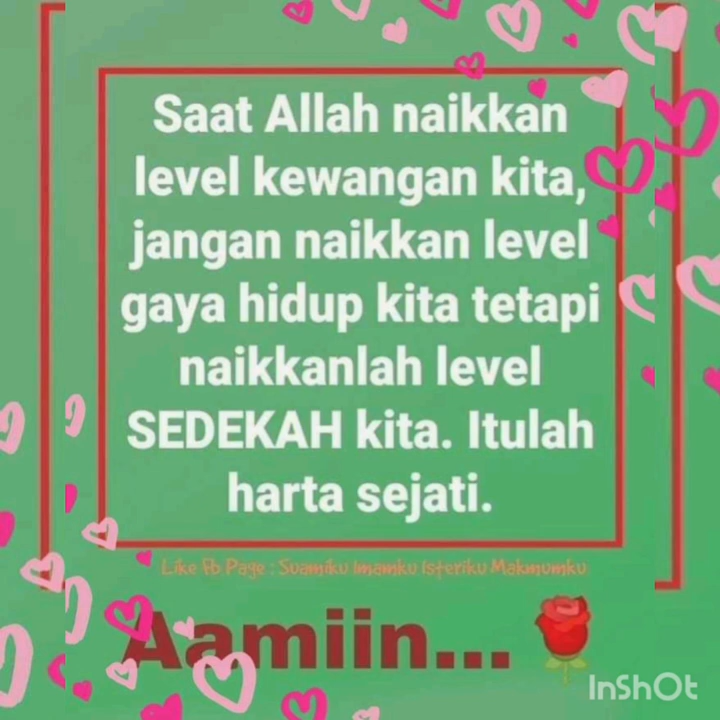 Saat Allah naikkan
level kewangan kita,
jangan naikkan level
gaya hidup kita tetapi
naikkanlah level
SEDEKAH kita. Itulah
harta sejati.
Like Fb Page : Suamiku Imamku Isteriku Makmumku
Aamiin...
InShOt